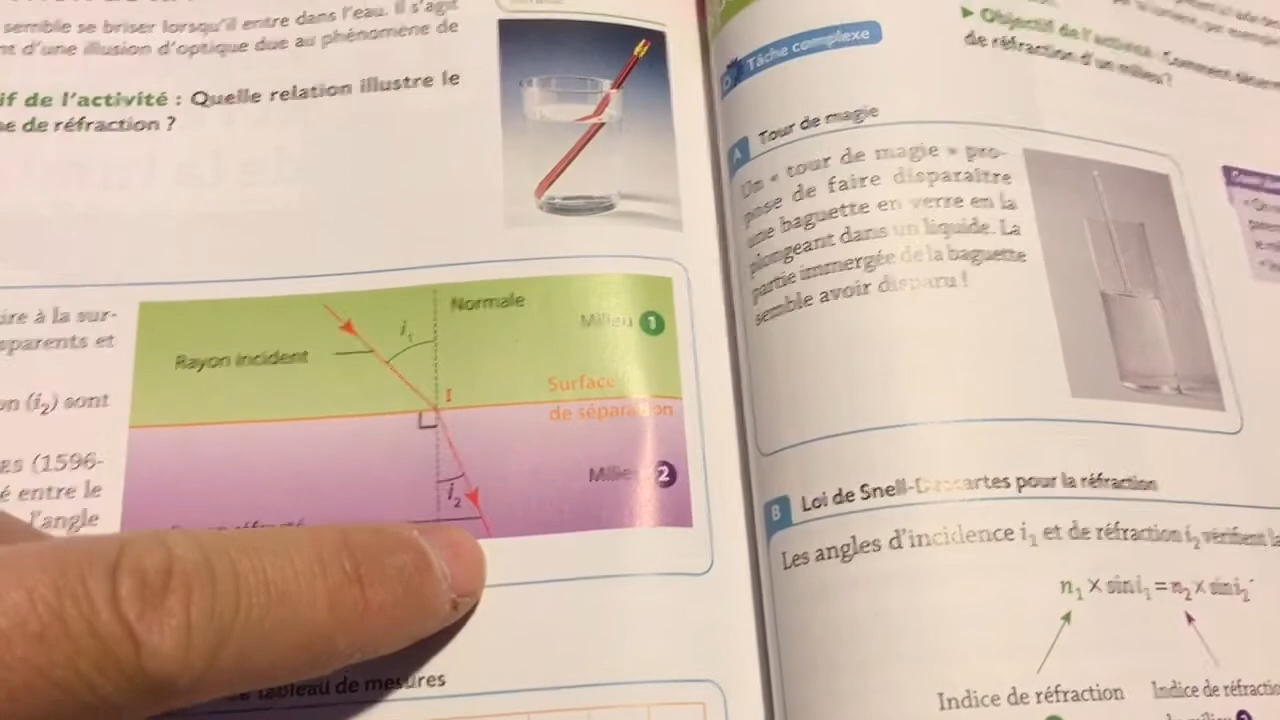 semble se briser lorsqu'il entre dans l'eau. Il s'agit
nt d'une illusion d'optique due au phénomène de
if de l'activité : Quelle relation illustre le
ne de réfraction ?
ire à la sur-
sparents et
on (i₂) sont
es (1596-
é entre le
l'angle
Normale
Milieu 1
i₁
Rayon incident
I
Surface
de séparation
Milieu 2
i₂
tableau de mesures
Tâche complexe
Objectif de l'activité : Comment
de réfraction d'un milieu ?
A Tour de magie
Un « tour de magie » pro-
pose de faire disparaître
une baguette en verre en la
plongeant dans un liquide. La
partie immergée de la baguette
semble avoir disparu !
B Loi de Snell-Descartes pour la réfraction
Les angles d'incidence i₁ et de réfraction i₂ vérifient la
n₁ × sin i₁ = n₂ × sin i₂
Indice de réfraction
Indice de réfractio